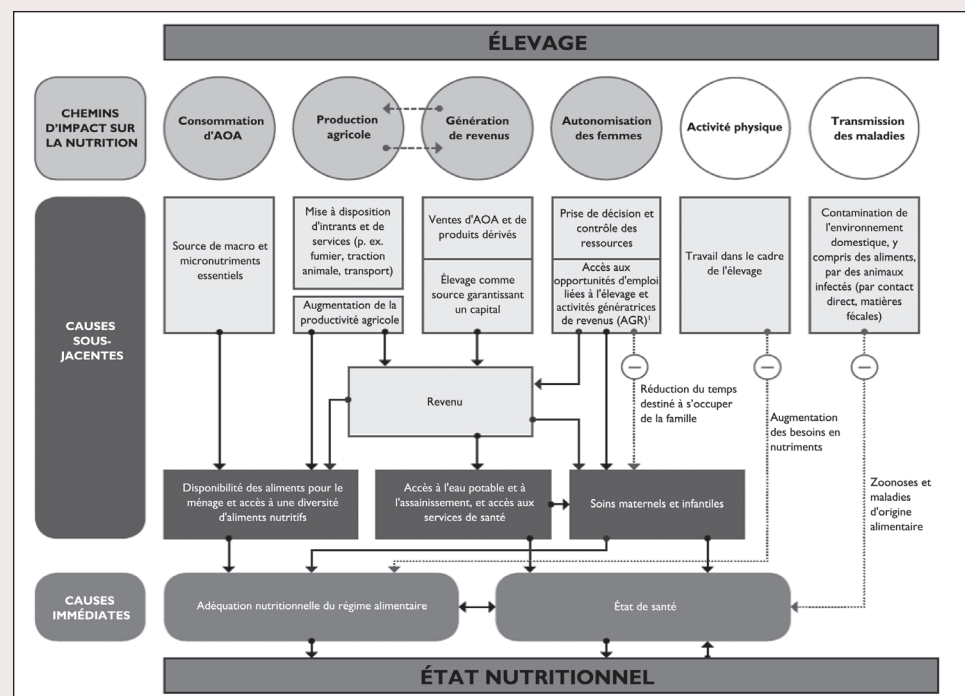 ÉLEVAGE
CHEMINS
D'IMPACT SUR
LA NUTRITION
Consommation
d'AOA
Production
agricole
Génération
de revenus
Autonomisation
des femmes
Activité physique
Transmission
des maladies
CAUSES
SOUS-
JACENTES
Source de macro et
micronutriments
essentiels
Mise à disposition
d'intrants et de
services (p. ex.
fumier, traction
animale, transport)
Augmentation de la
productivité agricole
Ventes d'AOA et de
produits dérivés
Élevage comme
source garantissant
un capital
Prise de décision et
contrôle des
ressources
Accès aux
opportunités d'emploi
liées à l'élevage et
activités génératrices
de revenus (AGR)¹
Travail dans le cadre
de l'élevage
Contamination de
l'environnement
domestique, y
compris des aliments,
par des animaux
infectés (par contact
direct, matières
fécales)
Revenu
Réduction du temps
destiné à s'occuper
de la famille
Augmentation
des besoins en
nutriments
Zoonoses et
maladies
d'origine
alimentaire
Disponibilité des aliments pour le
ménage et accès à une diversité
d'aliments nutritifs
Accès à l'eau potable et à
l'assainissement, et accès aux
services de santé
Soins maternels et infantiles
CAUSES
IMMÉDIATES
Adéquation nutritionnelle du régime alimentaire
État de santé
ÉTAT NUTRITIONNEL